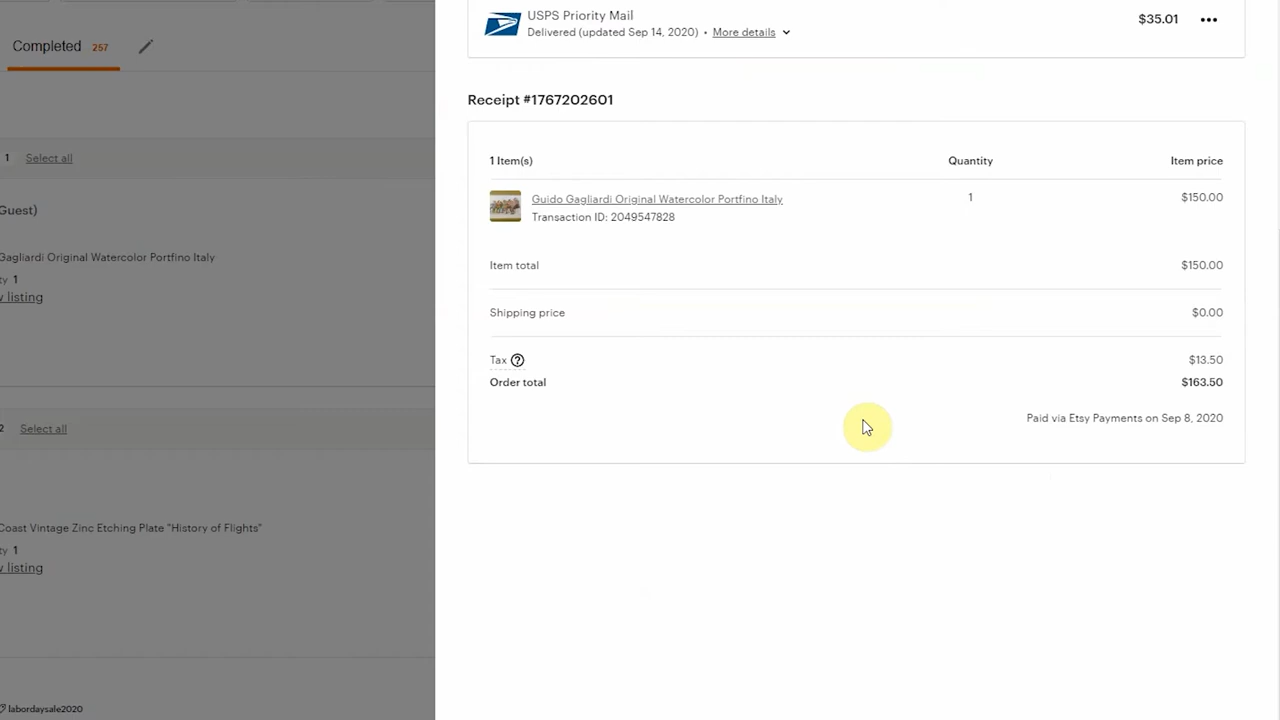 Completed 257
1 Select all
Guest)
Gagliardi Original Watercolor Portfino Italy
ty 1
v listing
2 Select all
Coast Vintage Zinc Etching Plate "History of Flights"
ty 1
v listing
labordaysale2020
USPS Priority Mail $35.01
Delivered (updated Sep 14, 2020) • More details
Receipt #1767202601
1 Item(s) Quantity Item price
Guido Gagliardi Original Watercolor Portfino Italy 1 $150.00
Transaction ID: 2049547828
Item total $150.00
Shipping price $0.00
Tax ? $13.50
Order total $163.50
Paid via Etsy Payments on Sep 8, 2020